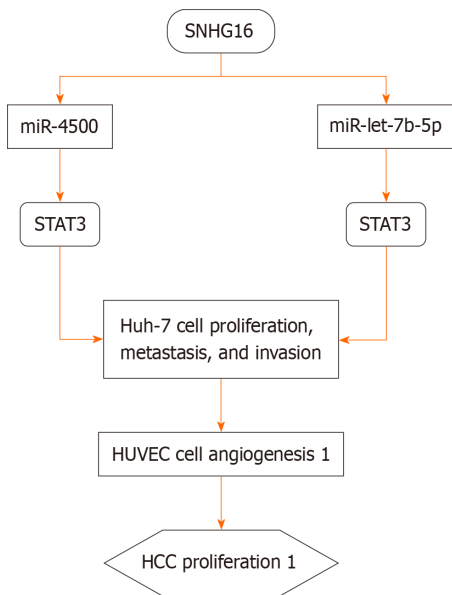 SNHG16
miR-4500
miR-let-7b-5p
STAT3
STAT3
Huh-7 cell proliferation,
metastasis, and invasion
HUVEC cell angiogenesis 1
HCC proliferation 1